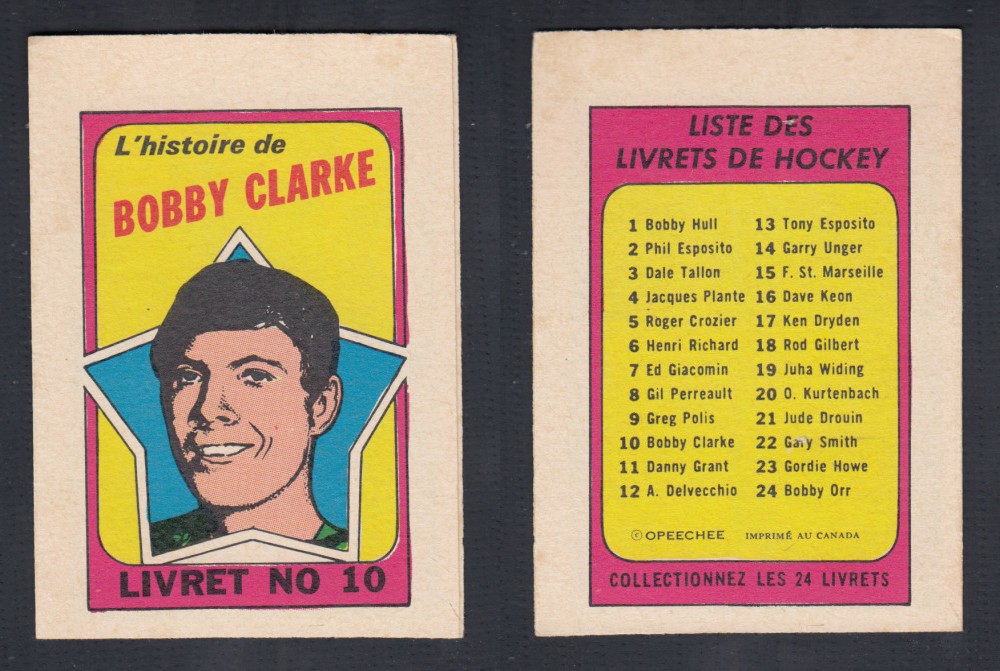 L'histoire de
BOBBY CLARKE
LIVRET NO 10
LISTE DES
LIVRETS DE HOCKEY
1 Bobby Hull
2 Phil Esposito
3 Dale Tallon
4 Jacques Plante
5 Roger Crozier
6 Henri Richard
7 Ed Giacomin
8 Gil Perreault
9 Greg Polis
10 Bobby Clarke
11 Danny Grant
12 A. Delvecchio
13 Tony Esposito
14 Garry Unger
15 F. St. Marseille
16 Dave Keon
17 Ken Dryden
18 Rod Gilbert
19 Juha Widing
20 O. Kurtenbach
21 Jude Drouin
22 Gary Smith
23 Gordie Howe
24 Bobby Orr
© OPEECHEE IMPRIMÉ AU CANADA
COLLECTIONNEZ LES 24 LIVRETS